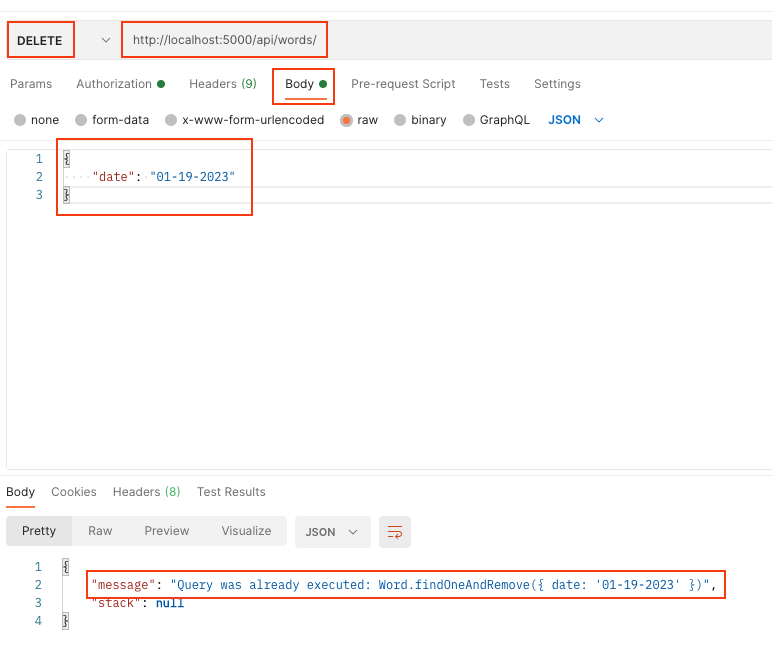 DELETE http://localhost:5000/api/words/
Params Authorization Headers (9) Body Pre-request Script Tests Settings
none form-data x-www-form-urlencoded raw binary GraphQL JSON
1 {
2 ····"date":·"01-19-2023"
3 }
Body Cookies Headers (8) Test Results
Pretty Raw Preview Visualize JSON
1 {
2 "message": "Query was already executed: Word.findOneAndRemove({ date: '01-19-2023' })",
3 "stack": null
4 }